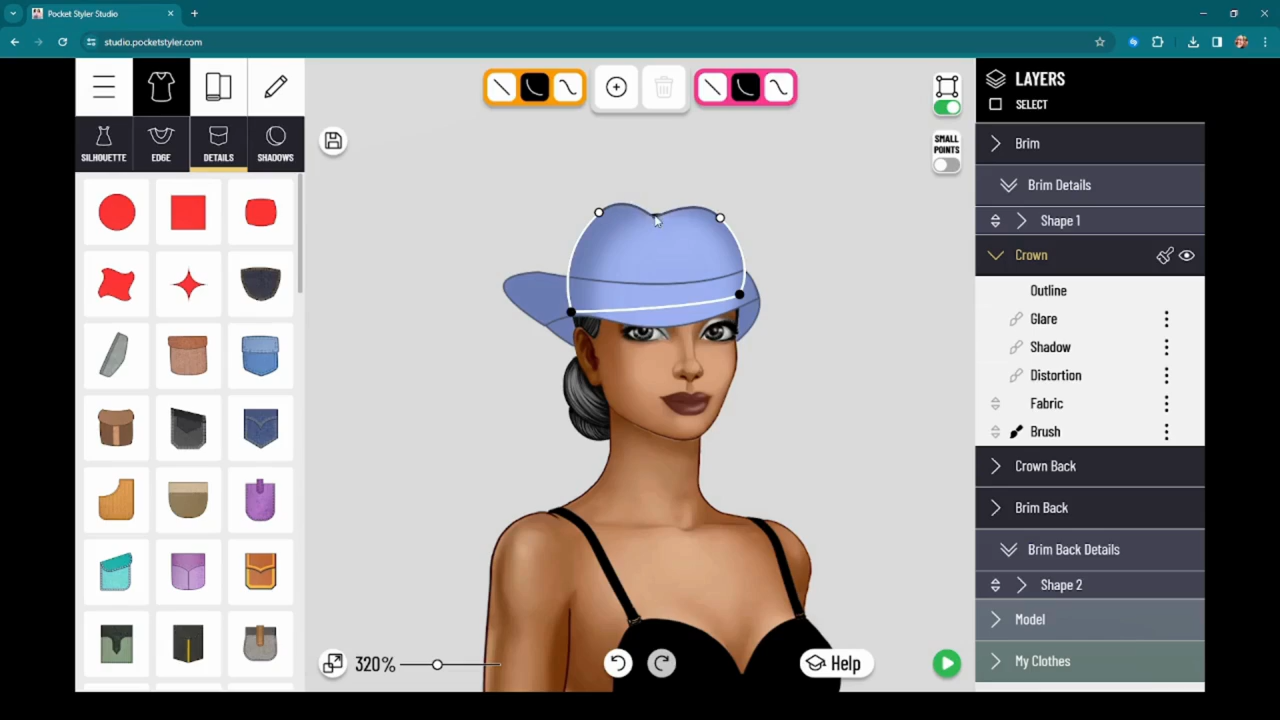 Pocket Styler Studio
studio.pocketstyler.com
SILHOUETTE
EDGE
DETAILS
SHADOWS
SMALL
POINTS
320%
Help
LAYERS
SELECT
Brim
Brim Details
Shape 1
Crown
Outline
Glare
Shadow
Distortion
Fabric
Brush
Crown Back
Brim Back
Brim Back Details
Shape 2
Model
My Clothes